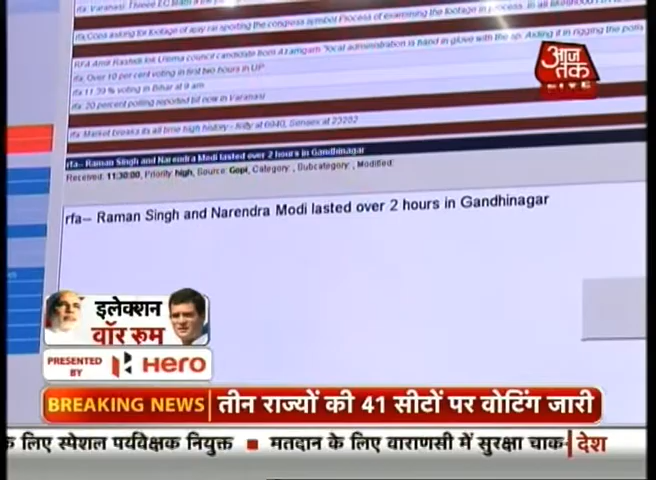 rfa Varanasi
rfa Cops asking for footage of ajay rai sporting the congress symbol Process of examining the footage in process. In all
RFA Amir Rashidi council candidate from Azamgarh "local administration is hand in glove with the sp. Aiding it in rigging the polls
rfa Over 10 per cent voting in first two hours in UP
rfa 11.39 % voting in Bihar at 9 am
rfa 20 percent polling reported till now in Varanasi
rfa Market breaks its all time high history - Nifty at 6940, Sensex at 23282
rfa-- Raman Singh and Narendra Modi lasted over 2 hours in Gandhinagar
Received: 11:30:00, Priority: high, Source: Gopi, Category: , Subcategory: , Modified:
rfa-- Raman Singh and Narendra Modi lasted over 2 hours in Gandhinagar
आज
तक
LIVE
इलेक्शन
वॉर रूम
PRESENTED
BY
Hero
BREAKING NEWS
तीन राज्यों की 41 सीटों पर वोटिंग जारी
के लिए स्पेशल पर्यवेक्षक नियुक्त ■ मतदान के लिए वाराणसी में सुरक्षा चाक-
देश